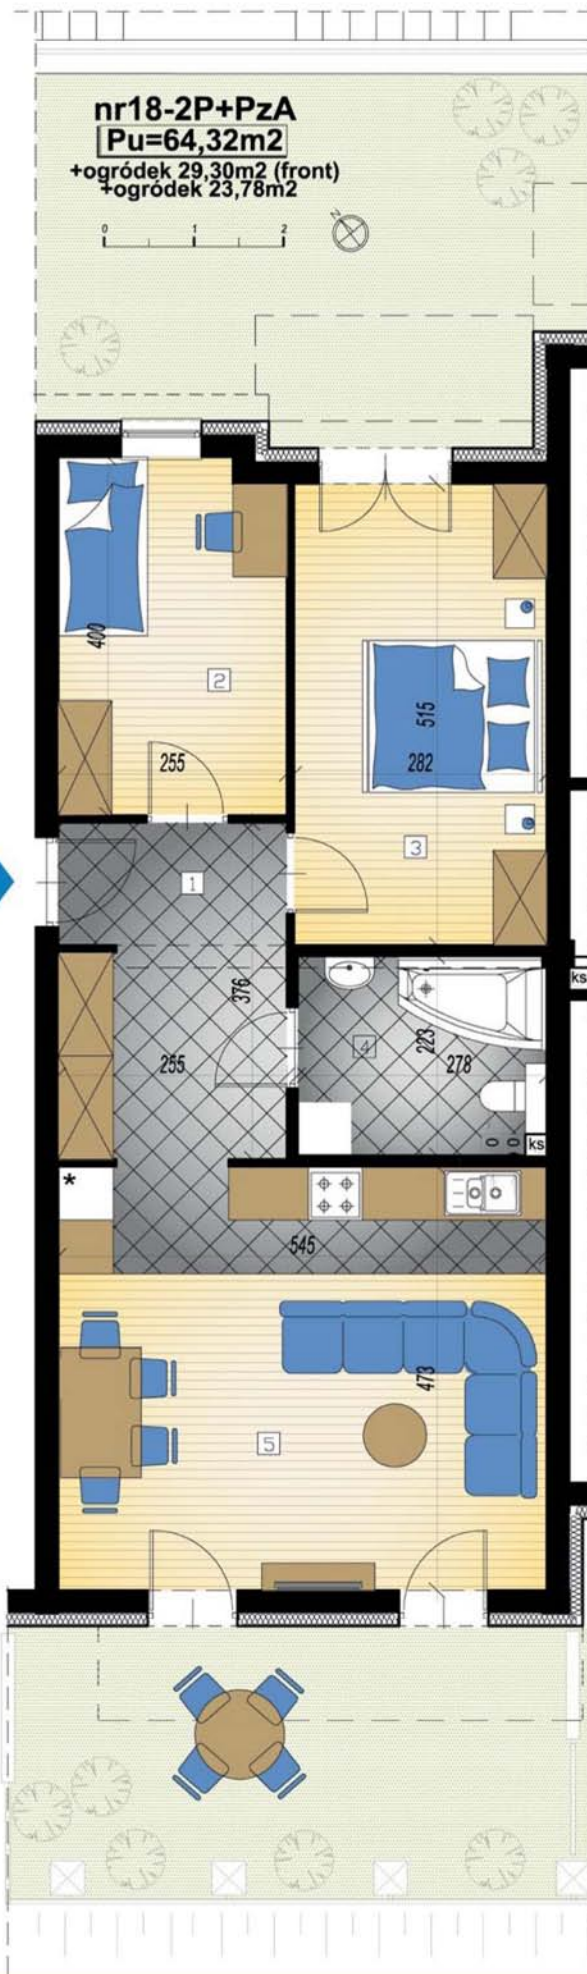 nr18-2P+PzA
Pu=64,32m2
+ogródek 29,30m2 (front)
+ogródek 23,78m2
0 1 2
N
400
2
515
255
282
3
1
ks
376
4
223
255
278
ks
*
545
473
5